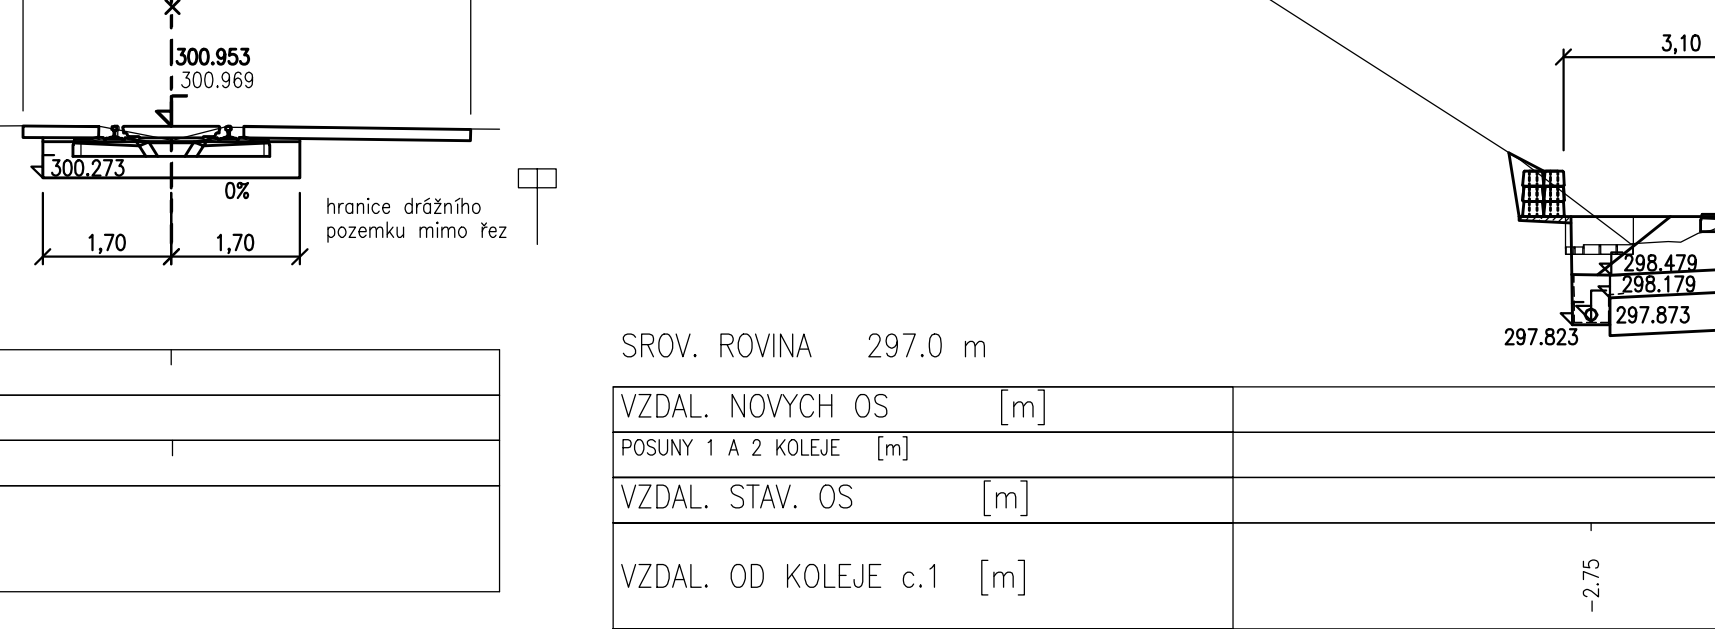 300.953
300.969
300.273
0%
hranice drážního
pozemku mimo řez
1,70
1,70
3,10
298.479
298.179
297.873
297.823
SROV. ROVINA 297.0 m
VZDAL. NOVYCH OS [m]
POSUNY 1 A 2 KOLEJE [m]
VZDAL. STAV. OS [m]
VZDAL. OD KOLEJE c.1 [m]
-2.75